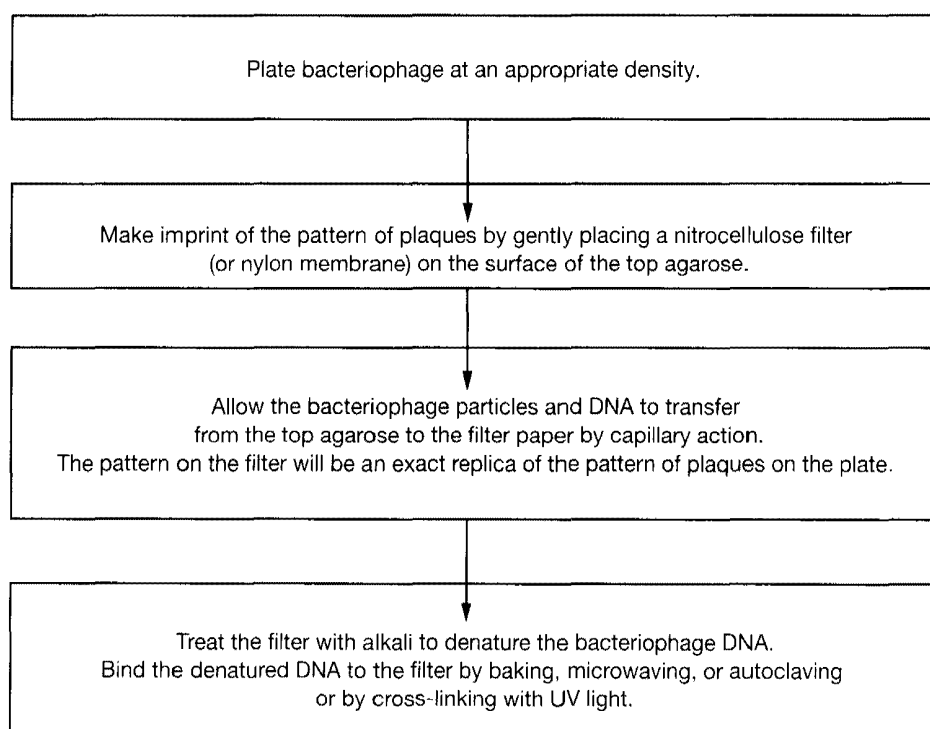 Plate bacteriophage at an appropriate density.
Make imprint of the pattern of plaques by gently placing a nitrocellulose filter
(or nylon membrane) on the surface of the top agarose.
Allow the bacteriophage particles and DNA to transfer
from the top agarose to the filter paper by capillary action.
The pattern on the filter will be an exact replica of the pattern of plaques on the plate.
Treat the filter with alkali to denature the bacteriophage DNA.
Bind the denatured DNA to the filter by baking, microwaving, or autoclaving
or by cross-linking with UV light.